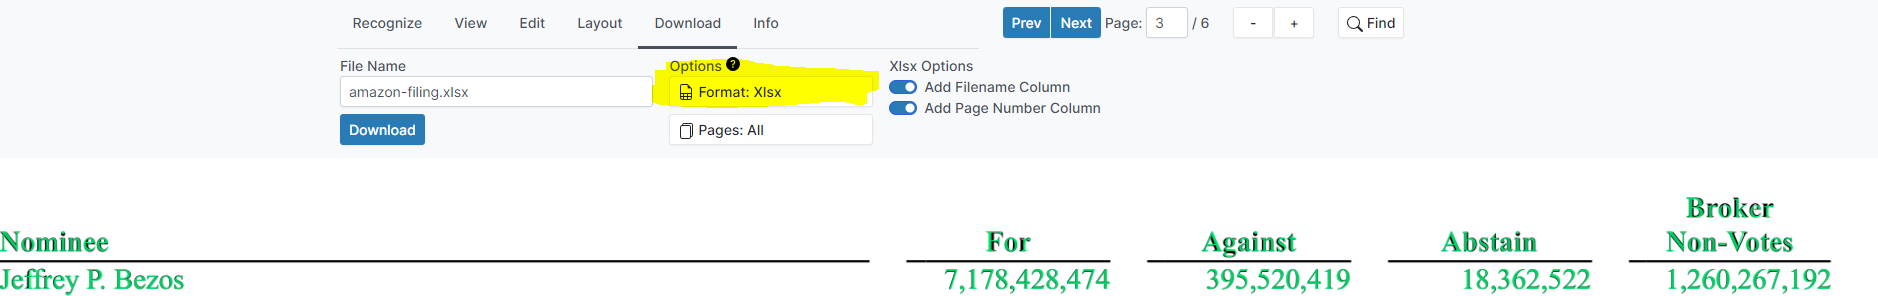 Recognize View Edit Layout Download Info Prev Next Page: 3 / 6 - + Find
File Name Options ? Xlsx Options
amazon-filing.xlsx Format: Xlsx Add Filename Column
Add Page Number Column
Download Pages: All
Broker
Nominee For Against Abstain Non-Votes
Jeffrey P. Bezos 7,178,428,474 395,520,419 18,362,522 1,260,267,192